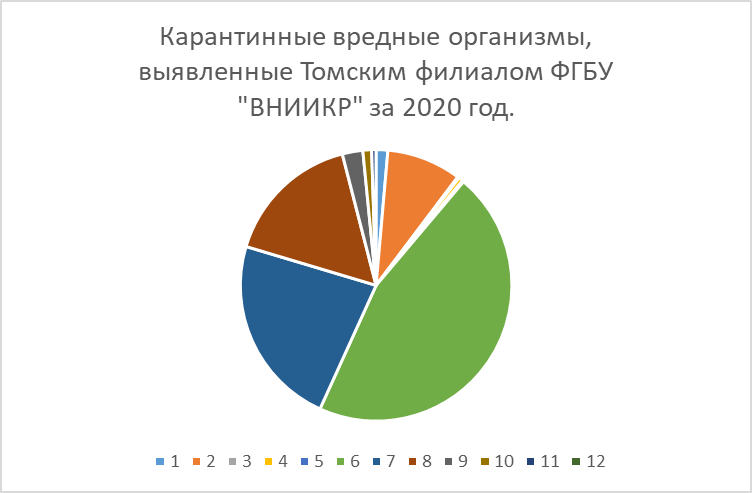 Карантинные вредные организмы,
выявленные Томским филиалом ФГБУ
"ВНИИКР" за 2020 год.
1 2 3 4 5 6 7 8 9 10 11 12